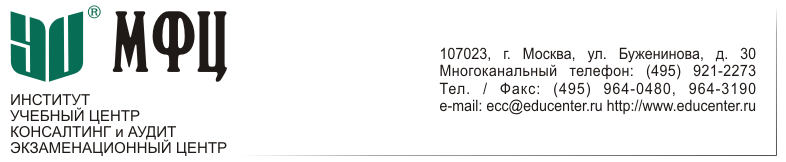 УЦ® МФЦ
ИНСТИТУТ
УЧЕБНЫЙ ЦЕНТР
КОНСАЛТИНГ и АУДИТ
ЭКЗАМЕНАЦИОННЫЙ ЦЕНТР
107023, г. Москва, ул. Буженинова, д. 30
Многоканальный телефон: (495) 921-2273
Тел. / Факс: (495) 964-0480, 964-3190
e-mail: ecc@educenter.ru http://www.educenter.ru